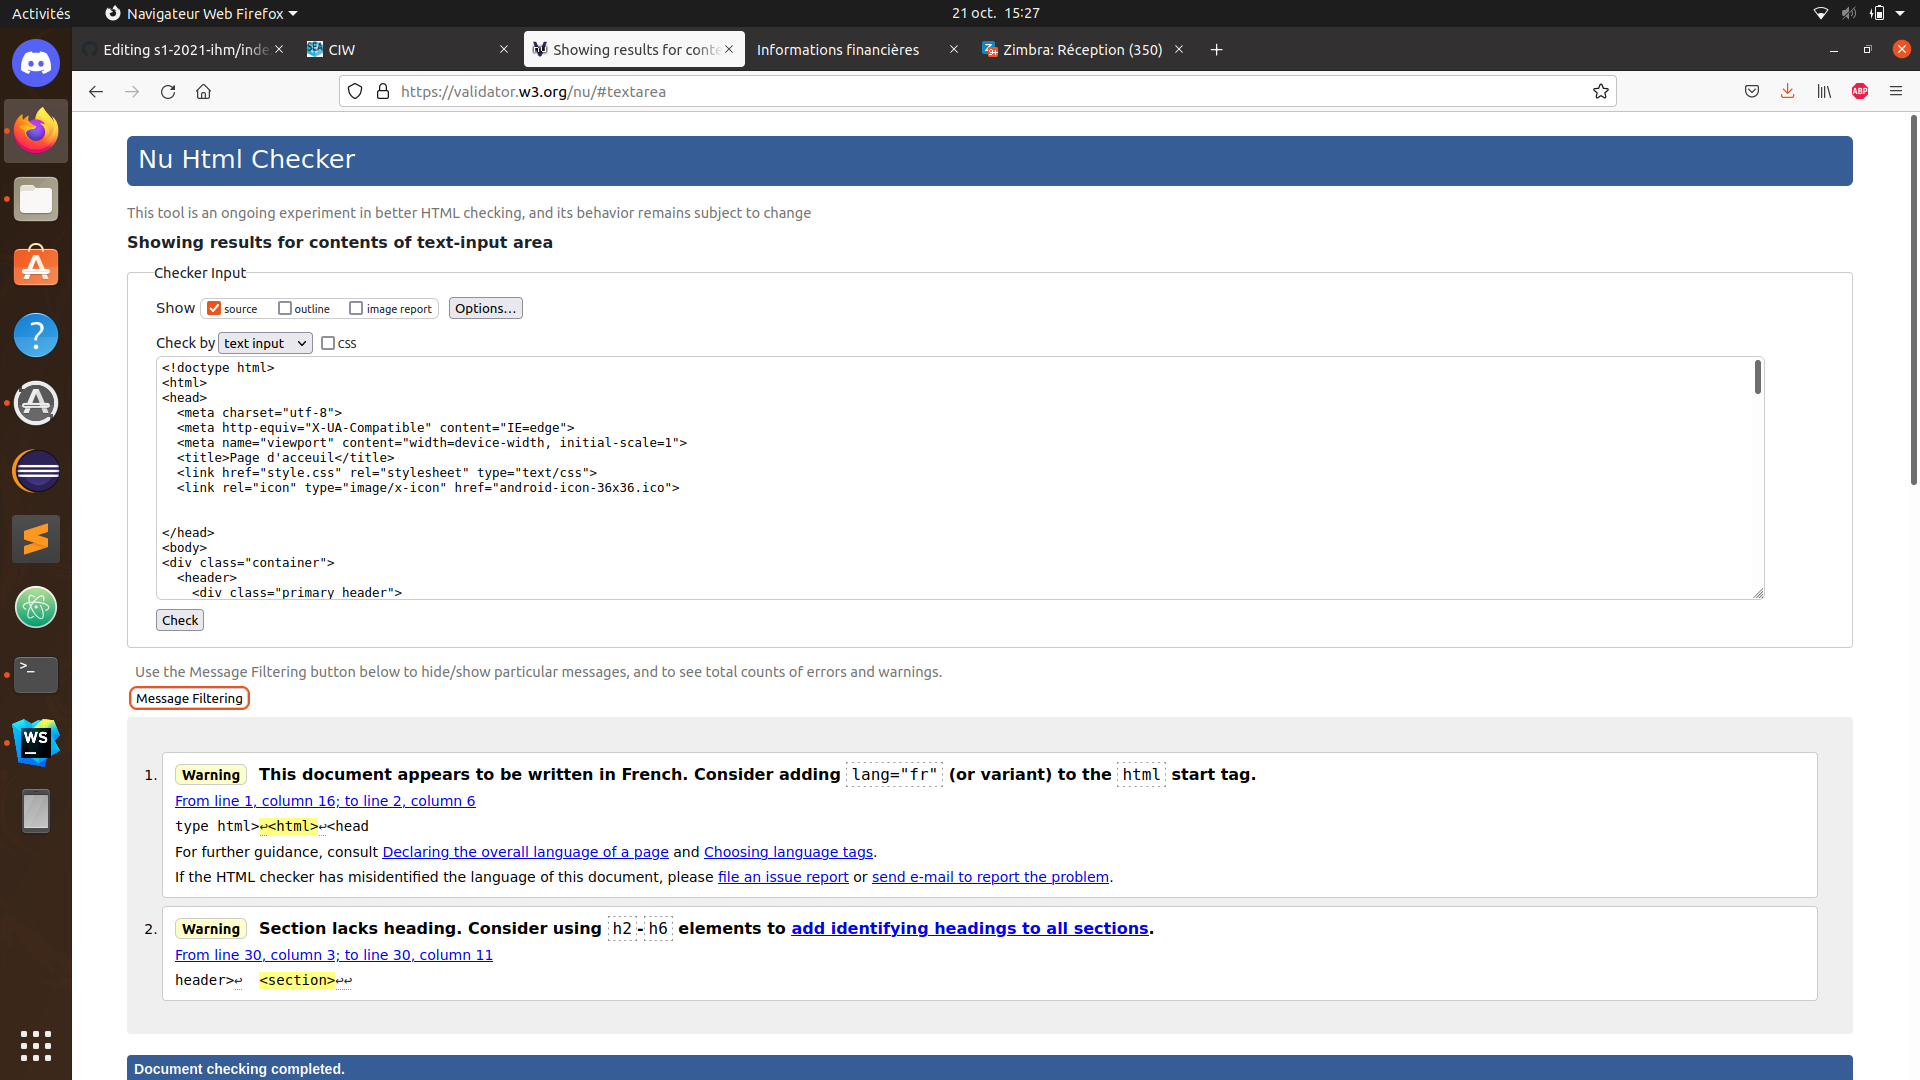 Activités
Navigateur Web Firefox
21 oct. 15:27
Editing s1-2021-ihm/inde
CIW
Showing results for conte
Informations financières
Zimbra: Réception (350)
https://validator.w3.org/nu/#textarea
ABP
Nu Html Checker
This tool is an ongoing experiment in better HTML checking, and its behavior remains subject to change
Showing results for contents of text-input area
Checker Input
Show source outline image report Options...
Check by text input css
<!doctype html>
<html>
<head>
<meta charset="utf-8">
<meta http-equiv="X-UA-Compatible" content="IE=edge">
<meta name="viewport" content="width=device-width, initial-scale=1">
<title>Page d'acceuil</title>
<link href="style.css" rel="stylesheet" type="text/css">
<link rel="icon" type="image/x-icon" href="android-icon-36x36.ico">
</head>
<body>
<div class="container">
<header>
<div class="primary header">
Check
Use the Message Filtering button below to hide/show particular messages, and to see total counts of errors and warnings.
Message Filtering
1. Warning This document appears to be written in French. Consider adding lang="fr" (or variant) to the html start tag.
From line 1, column 16; to line 2, column 6
type html>↩<html>↩<head
For further guidance, consult Declaring the overall language of a page and Choosing language tags.
If the HTML checker has misidentified the language of this document, please file an issue report or send e-mail to report the problem.
2. Warning Section lacks heading. Consider using h2-h6 elements to add identifying headings to all sections.
From line 30, column 3; to line 30, column 11
header>↩ <section>↩↩
Document checking completed.
WS